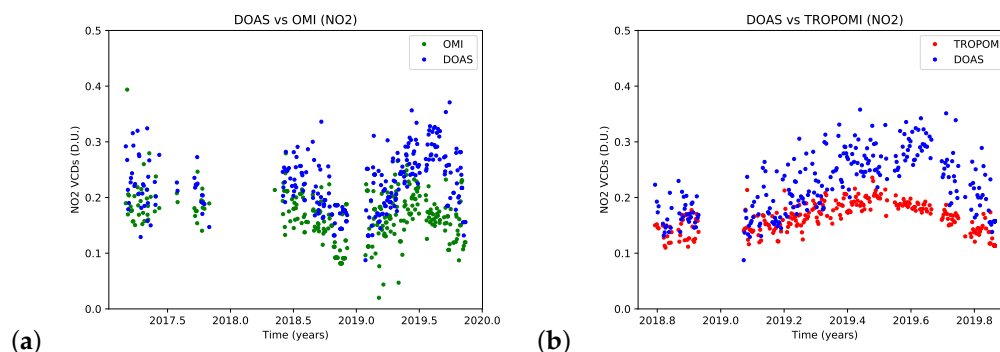 DOAS vs OMI (NO2)
0.5
0.4
0.3
0.2
0.1
0.0
NO2 VCDs (D.U.)
OMI
DOAS
2017.5
2018.0
2018.5
2019.0
2019.5
2020.0
Time (years)
(a)
DOAS vs TROPOMI (NO2)
0.5
0.4
0.3
0.2
0.1
0.0
NO2 VCDs (D.U.)
TROPOM
DOAS
2018.8
2019.0
2019.2
2019.4
2019.6
2019.8
Time (years)
(b)